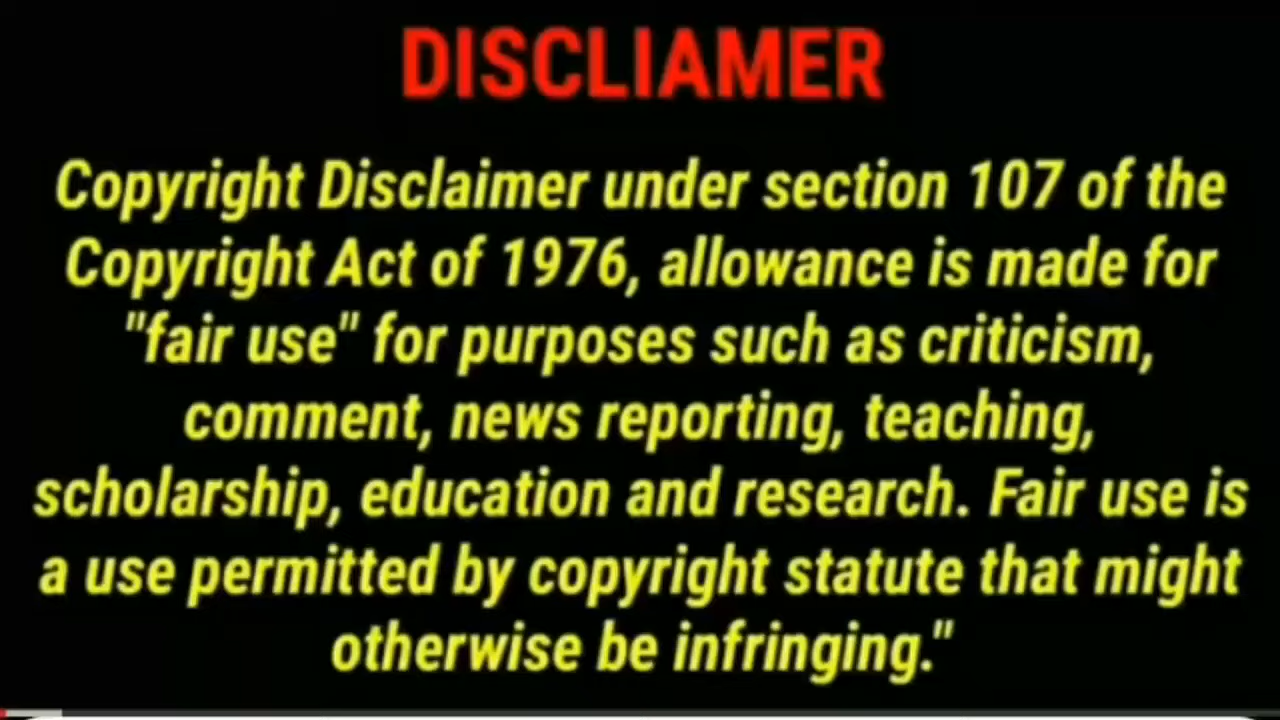 DISCLIAMER
Copyright Disclaimer under section 107 of the
Copyright Act of 1976, allowance is made for
"fair use" for purposes such as criticism,
comment, news reporting, teaching,
scholarship, education and research. Fair use is
a use permitted by copyright statute that might
otherwise be infringing."